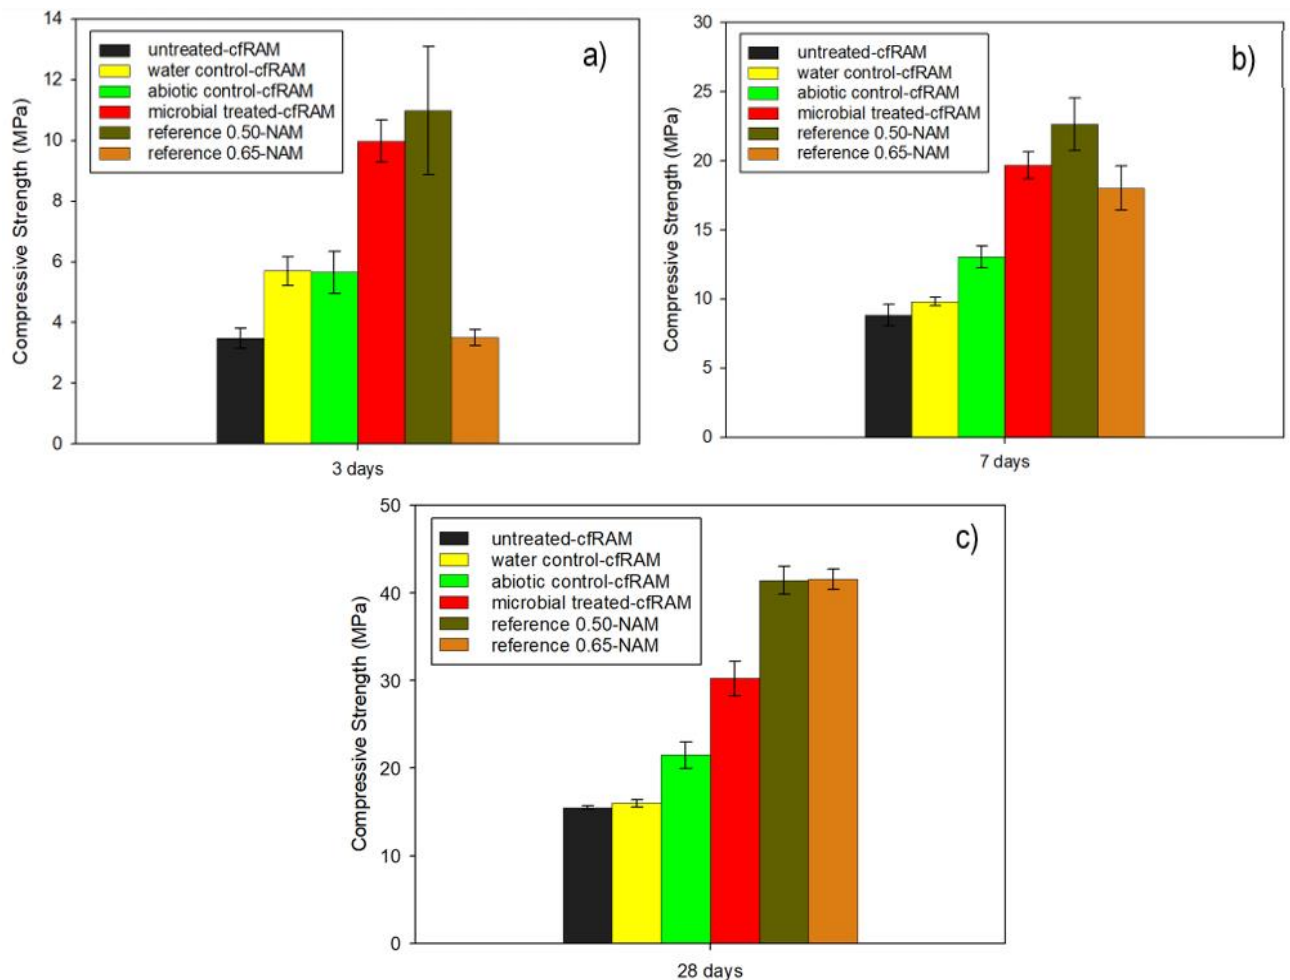 14
12
10
8
6
4
2
0
Compressive Strength (MPa)
untreated-cfRAM
water control-cfRAM
abiotic control-cfRAM
microbial treated-cfRAM
reference 0.50-NAM
reference 0.65-NAM
a)
3 days
30
25
20
15
10
5
0
Compressive Strength (MPa)
untreated-cfRAM
water control-cfRAM
abiotic control-cfRAM
microbial treated-cfRAM
reference 0.50-NAM
reference 0.65-NAM
b)
7 days
50
40
30
20
10
0
Compressive Strength (MPa)
untreated-cfRAM
water control-cfRAM
abiotic control-cfRAM
microbial treated-cfRAM
reference 0.50-NAM
reference 0.65-NAM
c)
28 days